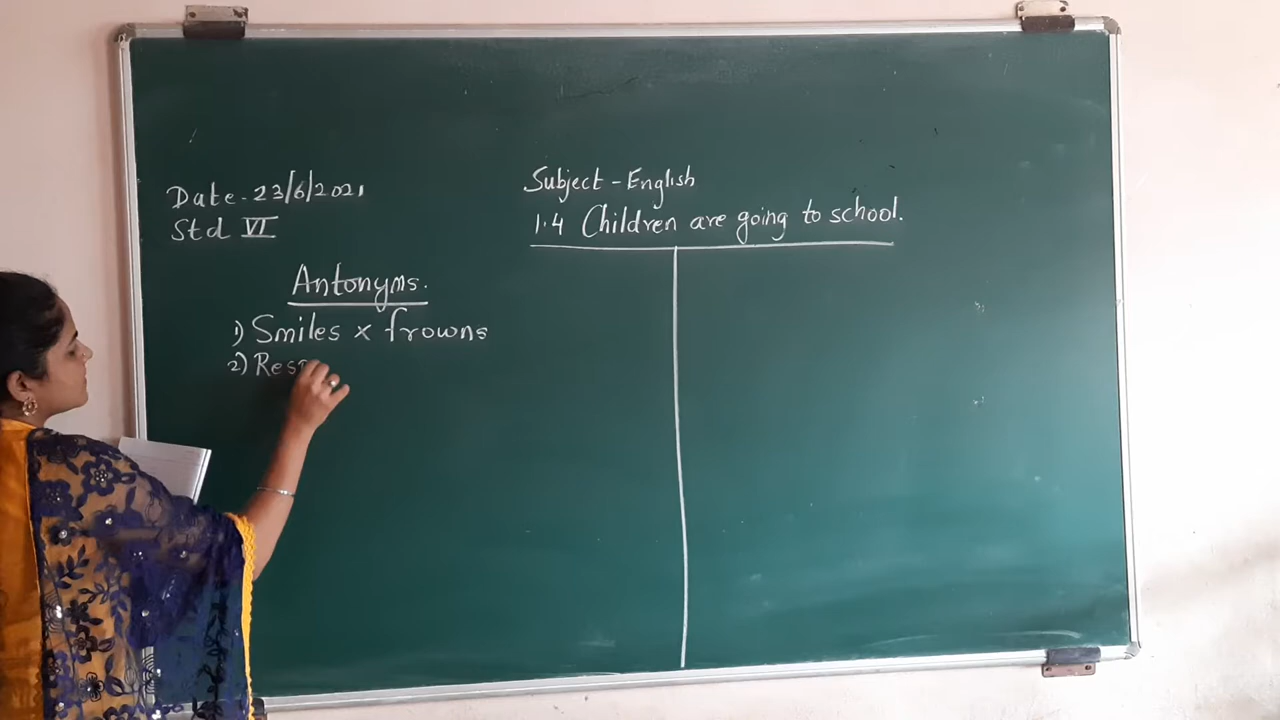 Date. 23/6/2021
Std VI
Subject - English
1.4 Children are going to school.
Antonyms.
1) Smiles x frowns
2)